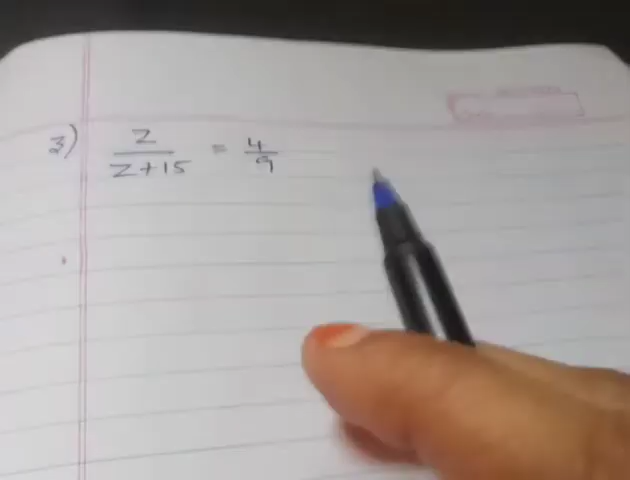 3) z/(z+15) = 4/9